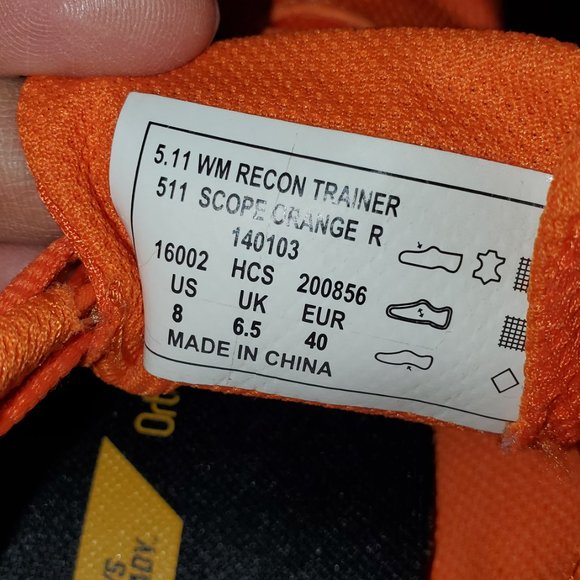 5.11 WM RECON TRAINER
511 SCOPE ORANGE R
140103
16002 HCS 200856
US UK EUR
8 6.5 40
MADE IN CHINA